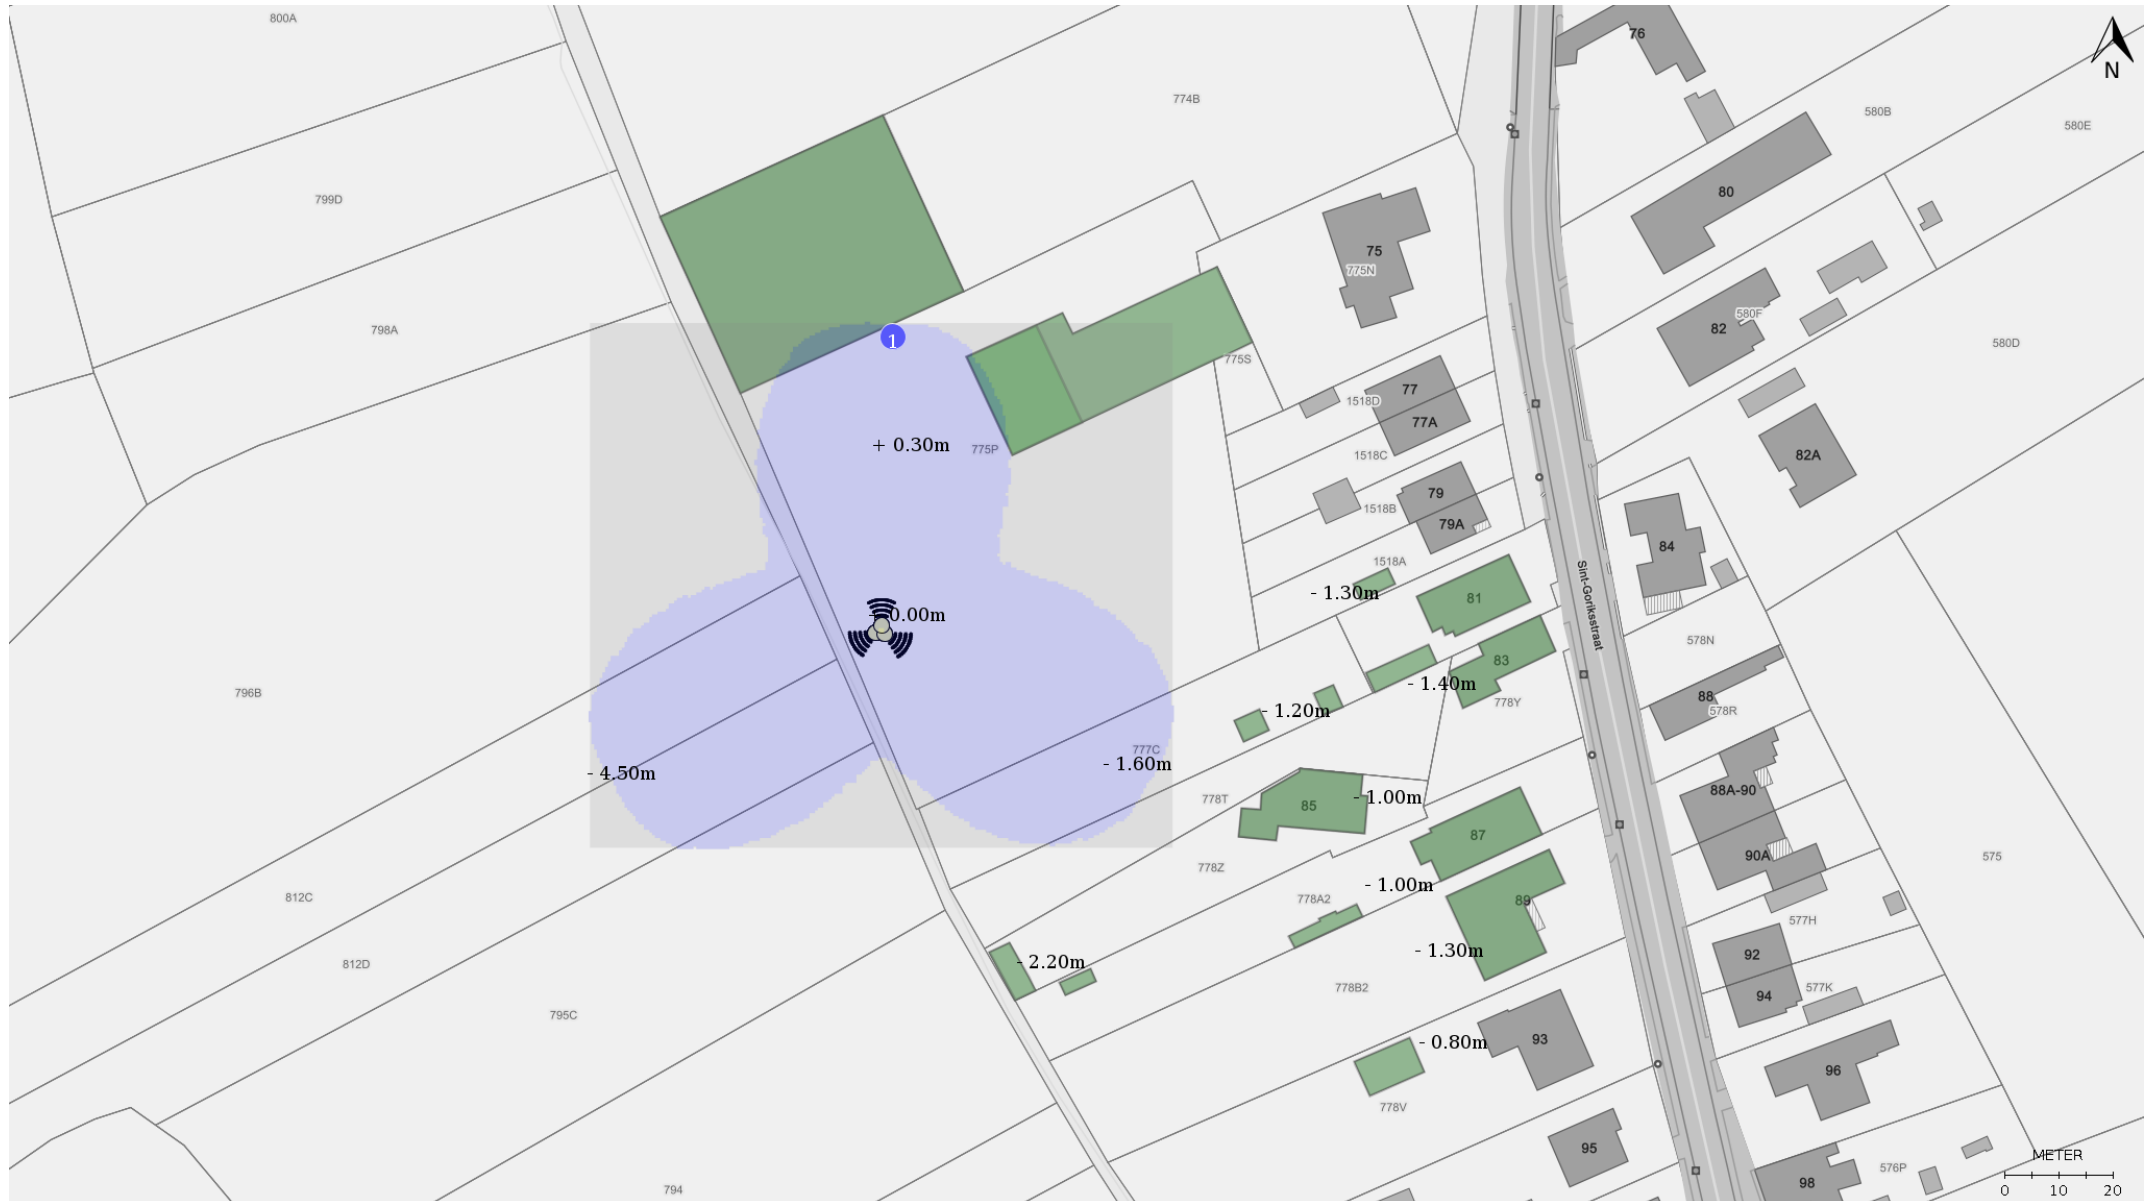 800A
76
N
774B
580B
580E
80
799D
75
775N
580F
82
798A
1
580D
775S
77
1518D
77A
82A
+ 0.30m
775P
1518C
79
1518B
79A
84
1518A
- 1.30m
81
Sint-Goriksstraat
0.00m
578N
83
- 1.40m
796B
88
778Y
578R
- 1.20m
777C
- 1.60m
- 4.50m
88A-90
778T
85
- 1.00m
87
90A
575
778Z
- 1.00m
812C
778A2
89
577H
- 1.30m
92
812D
- 2.20m
778B2
577K
94
795C
- 0.80m
93
96
778V
95
METER
576P
98
794
0 10 20